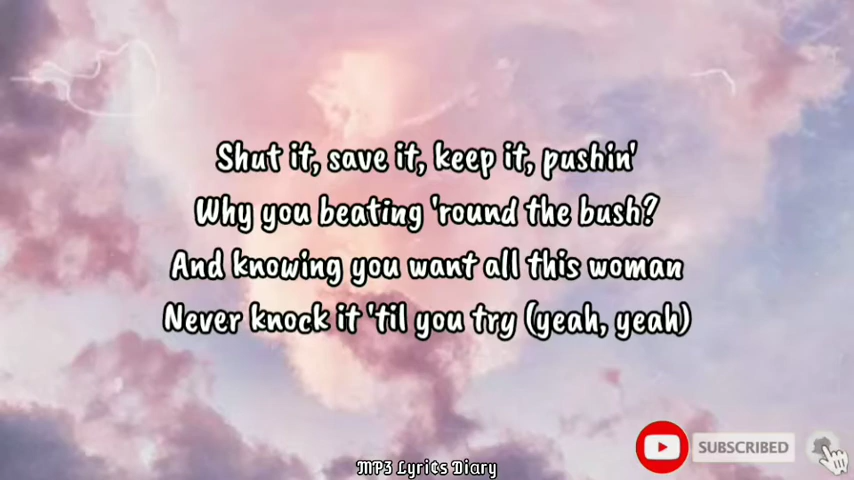 Shut it, save it, keep it, pushin'
Why you beating 'round the bush?
And knowing you want all this woman
Never knock it 'til you try (yeah, yeah)
SUBSCRIBED
MP3 Lyrics Diary